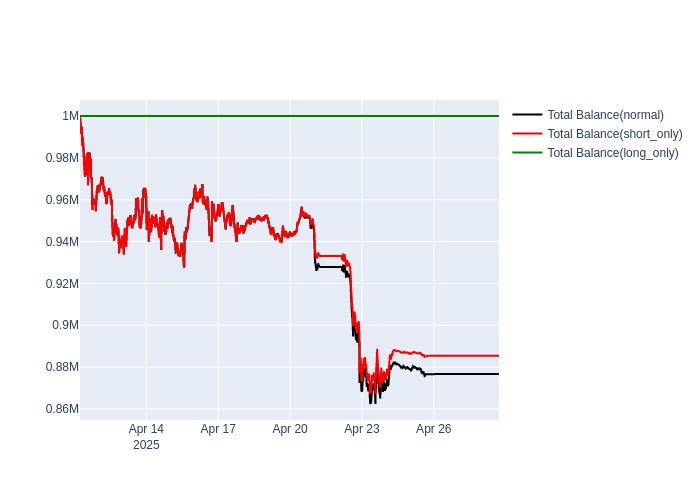 1M
0.98M
0.96M
0.94M
0.92M
0.9M
0.88M
0.86M
Apr 14
2025
Apr 17
Apr 20
Apr 23
Apr 26
Total Balance(normal)
Total Balance(short_only)
Total Balance(long_only)